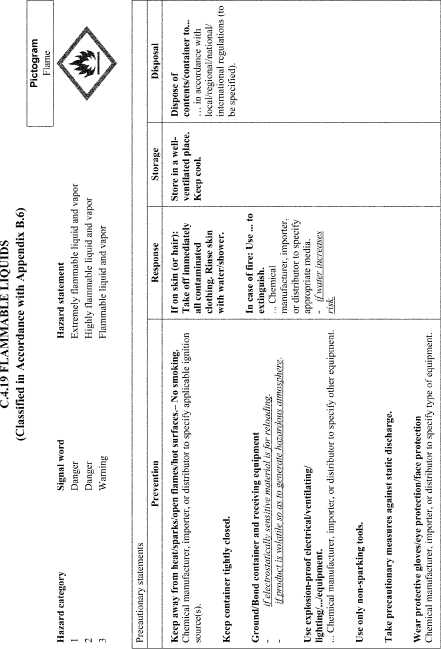 C.4.19 FLAMMABLE LIQUIDS
(Classified in Accordance with Appendix B.6)
Pictogram
Flame
Hazard category Signal word Hazard statement
1 Danger Extremely flammable liquid and vapor
2 Danger Highly flammable liquid and vapor
3 Warning Flammable liquid and vapor
Precautionary statements
Prevention Response Storage Disposal
Keep away from heat/sparks/open flames/hot surfaces.– No smoking.
Chemical manufacturer, importer, or distributor to specify applicable ignition
source(s).
Keep container tightly closed.
Ground/Bond container and receiving equipment
- if electrostatically sensitive material is for reloading.
- if product is volatile so as to generate hazardous atmosphere.
Use explosion-proof electrical/ventilating/
lighting/.../equipment.
... Chemical manufacturer, importer, or distributor to specify other equipment.
Use only non-sparking tools.
Take precautionary measures against static discharge.
Wear protective gloves/eye protection/face protection
Chemical manufacturer, importer, or distributor to specify type of equipment.
If on skin (or hair):
Take off immediately
all contaminated
clothing. Rinse skin
with water/shower.
In case of fire: Use ... to
extinguish.
... Chemical
manufacturer, importer,
or distributor to specify
appropriate media.
- if water increases
risk.
Store in a well-
ventilated place.
Keep cool.
Dispose of
contents/container to...
… in accordance with
local/regional/national/
international regulations (to
be specified).